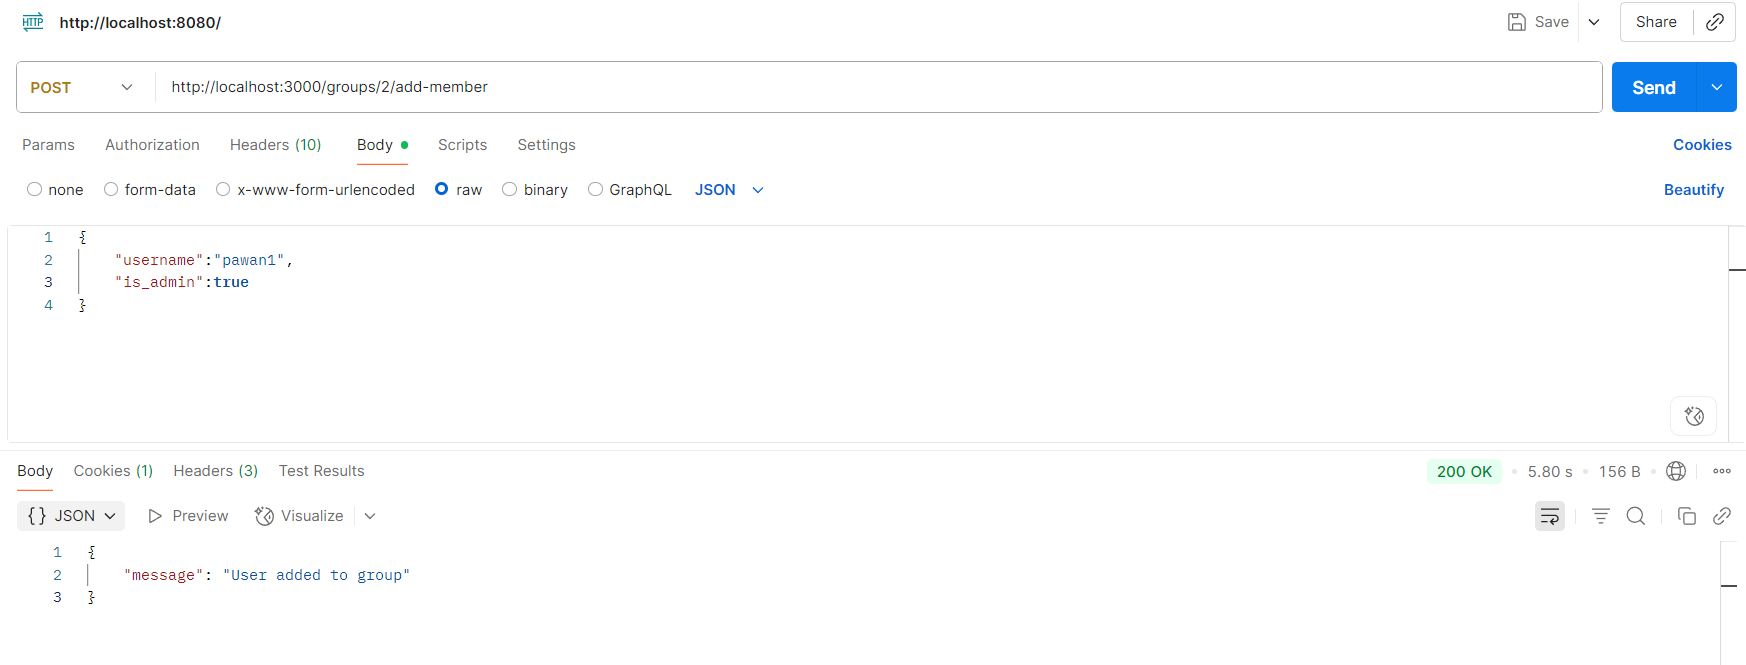 HTTP http://localhost:8080/ Save Share
POST http://localhost:3000/groups/2/add-member Send
Params Authorization Headers (10) Body Scripts Settings Cookies
none form-data x-www-form-urlencoded raw binary GraphQL JSON Beautify
1 {
2 "username":"pawan1",
3 "is_admin":true
4 }
Body Cookies (1) Headers (3) Test Results 200 OK 5.80 s 156 B
{} JSON Preview Visualize
1 {
2 "message": "User added to group"
3 }